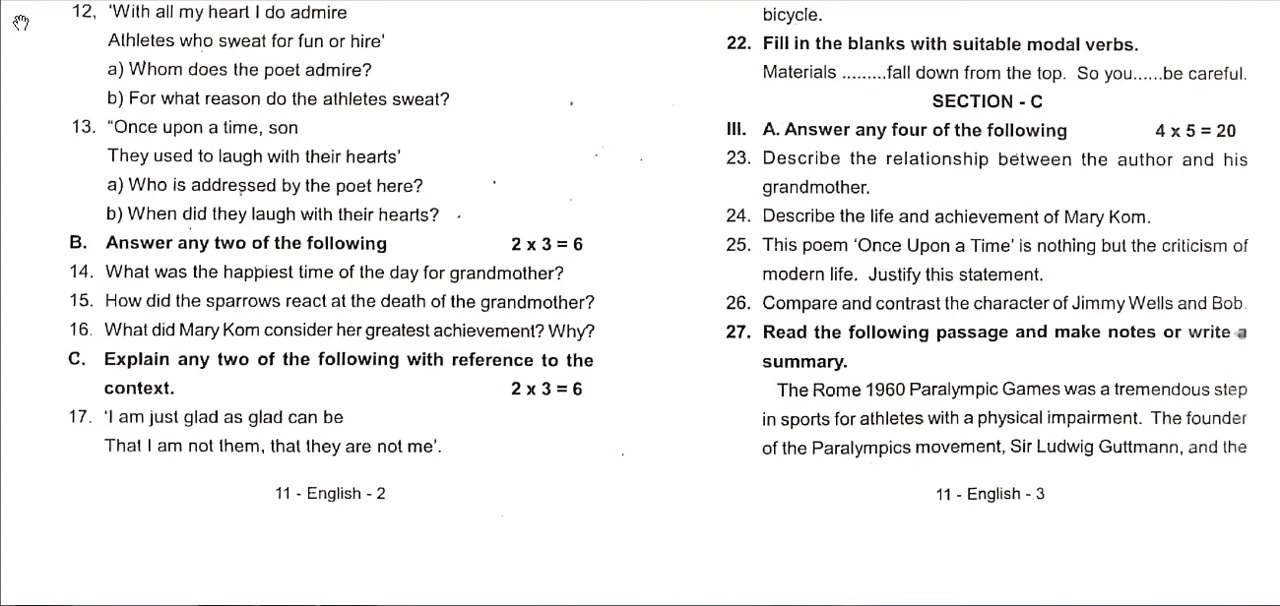 12, 'With all my heart I do admire
Athletes who sweat for fun or hire'
a) Whom does the poet admire?
b) For what reason do the athletes sweat?
13. "Once upon a time, son
They used to laugh with their hearts'
a) Who is addressed by the poet here?
b) When did they laugh with their hearts?
B. Answer any two of the following 2 x 3 = 6
14. What was the happiest time of the day for grandmother?
15. How did the sparrows react at the death of the grandmother?
16. What did Mary Kom consider her greatest achievement? Why?
C. Explain any two of the following with reference to the
context. 2 x 3 = 6
17. 'I am just glad as glad can be
That I am not them, that they are not me'.
11 - English - 2
bicycle.
22. Fill in the blanks with suitable modal verbs.
Materials .........fall down from the top. So you......be careful.
SECTION - C
III. A. Answer any four of the following 4 x 5 = 20
23. Describe the relationship between the author and his
grandmother.
24. Describe the life and achievement of Mary Kom.
25. This poem 'Once Upon a Time' is nothing but the criticism of
modern life. Justify this statement.
26. Compare and contrast the character of Jimmy Wells and Bob.
27. Read the following passage and make notes or write a
summary.
The Rome 1960 Paralympic Games was a tremendous step
in sports for athletes with a physical impairment. The founder
of the Paralympics movement, Sir Ludwig Guttmann, and the
11 - English - 3